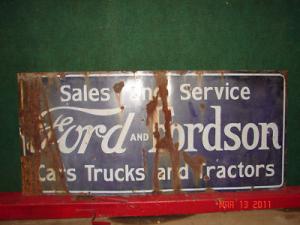 Sales and Service
Ford AND Fordson
Cars Trucks and Tractors
MAR 13 2011